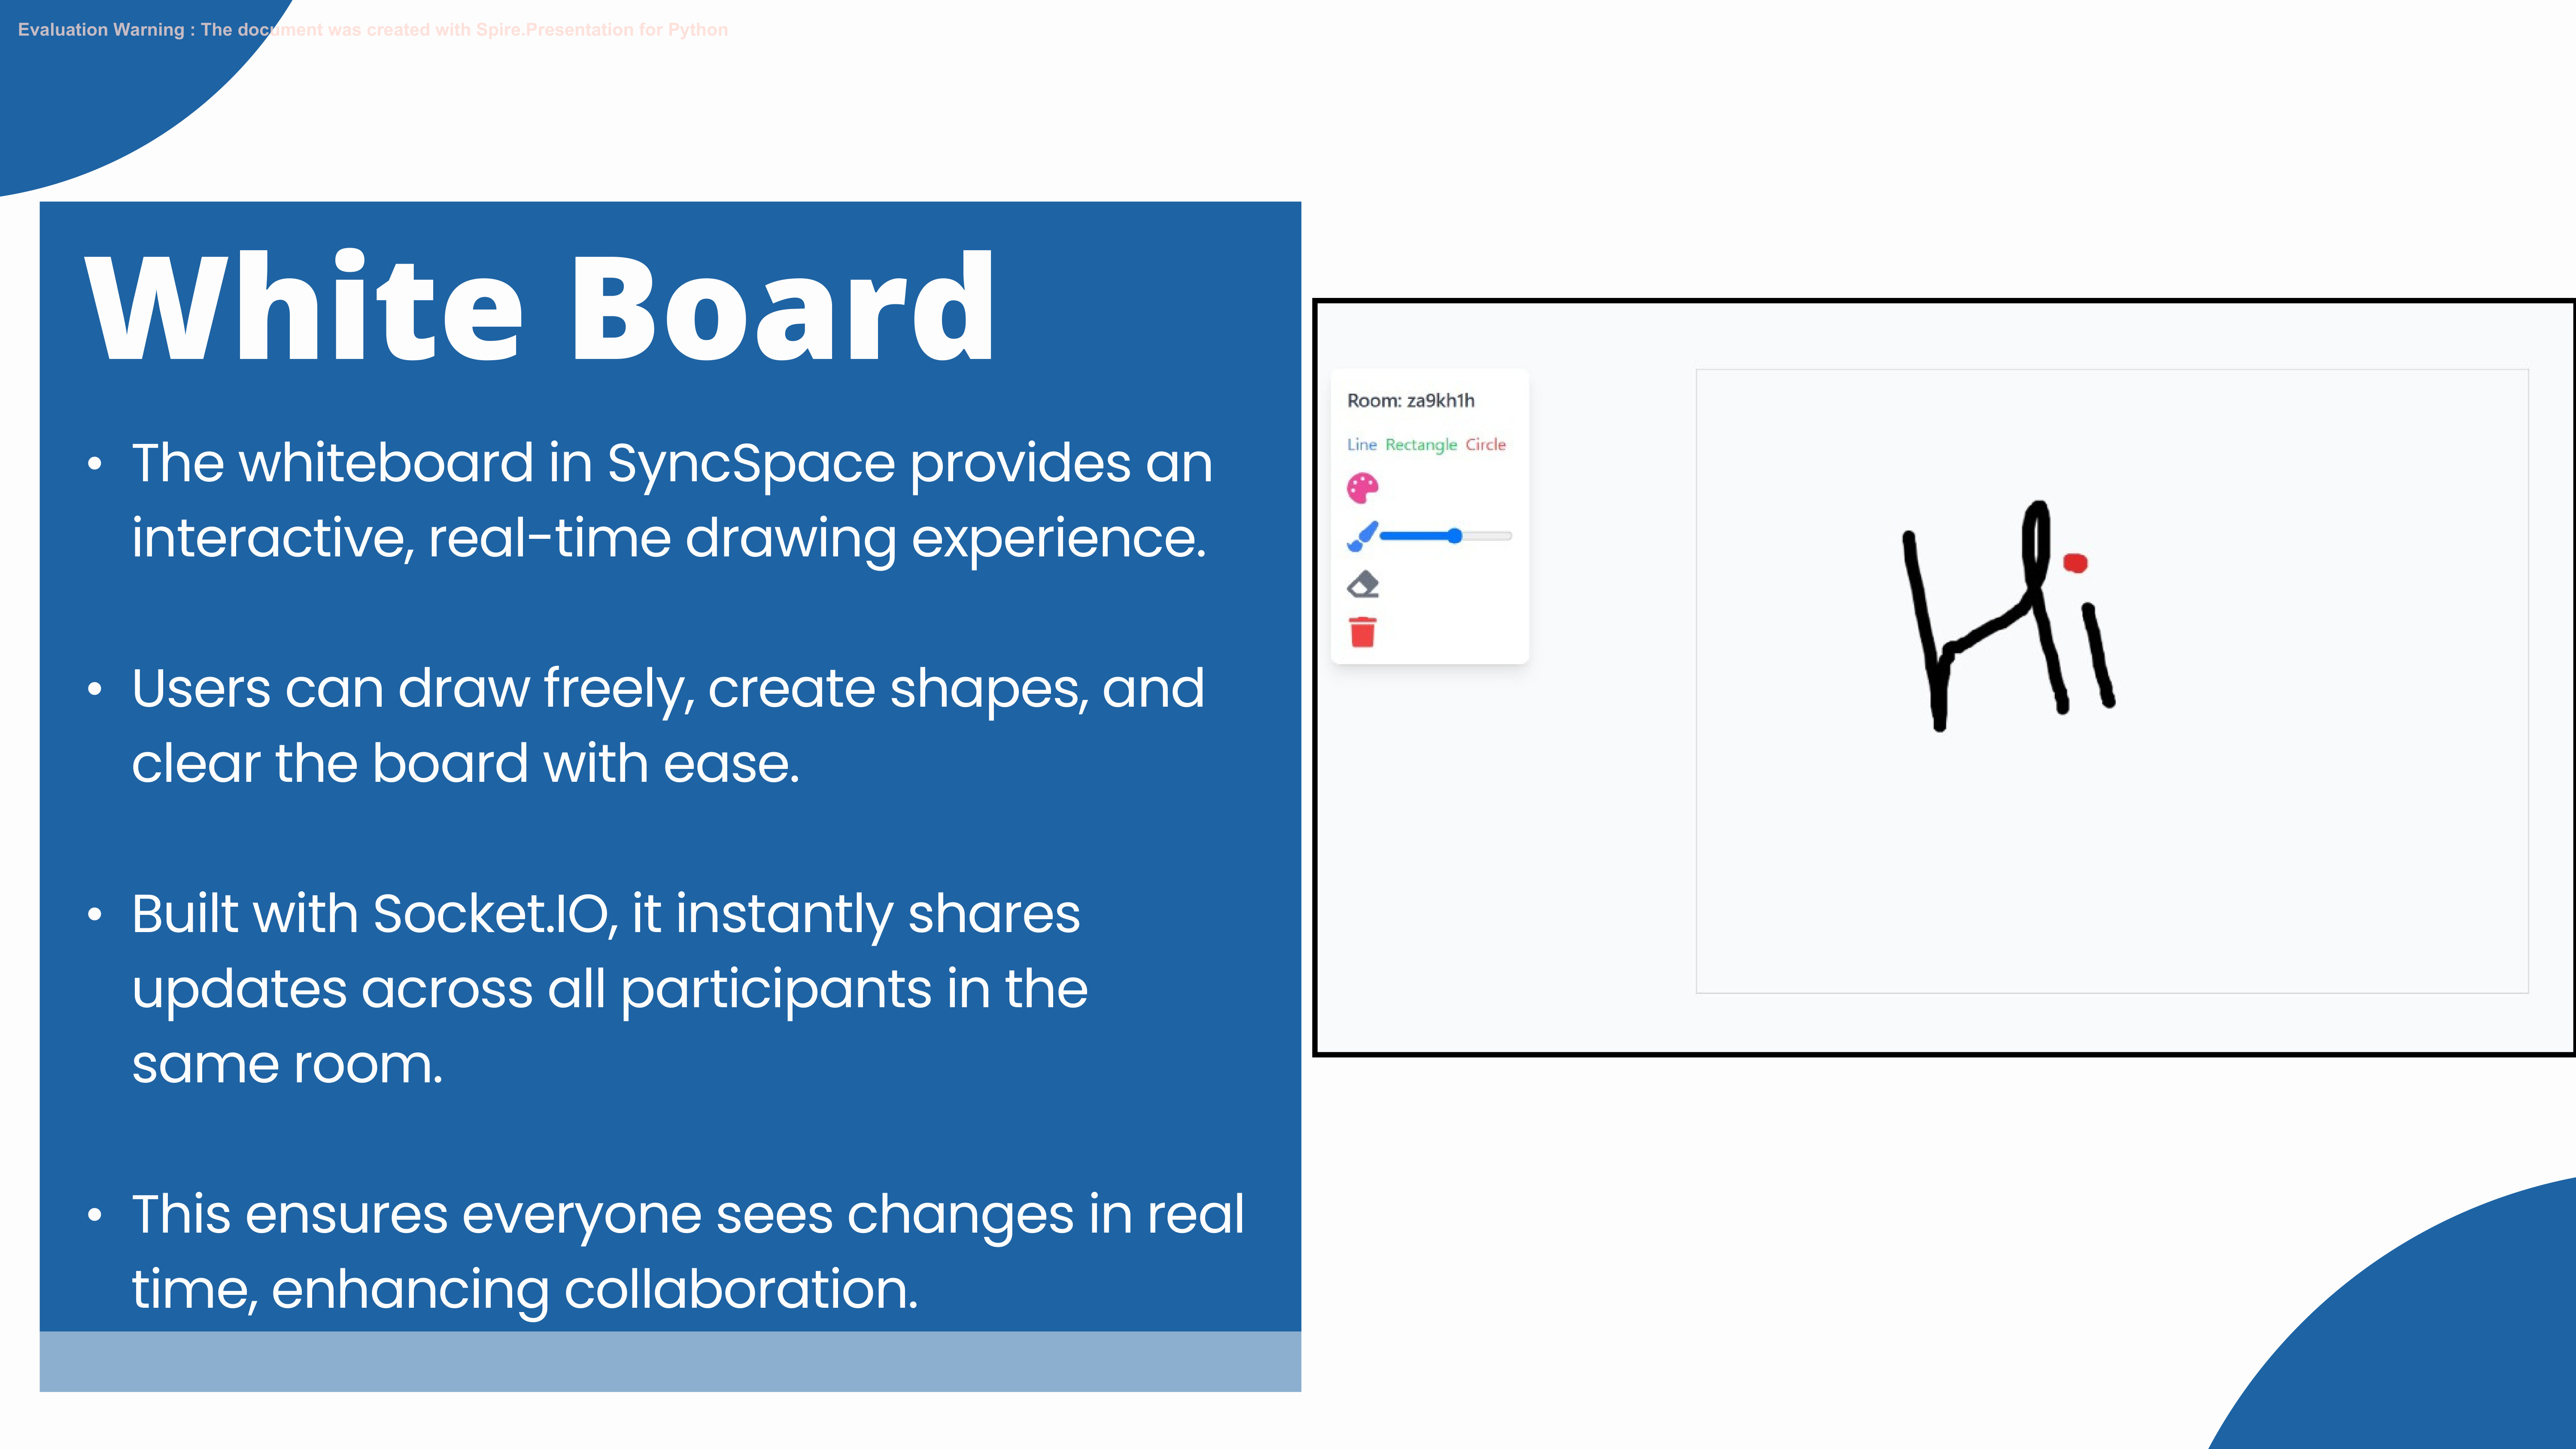 Evaluation Warning : The document was created with Spire.Presentation for Python
White Board
• The whiteboard in SyncSpace provides an
interactive, real-time drawing experience.
• Users can draw freely, create shapes, and
clear the board with ease.
• Built with Socket.IO, it instantly shares
updates across all participants in the
same room.
• This ensures everyone sees changes in real
time, enhancing collaboration.
Room: za9kh1h
Line Rectangle Circle
Hi